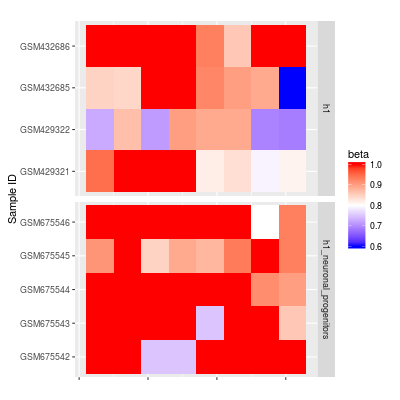 GSM432686
GSM432685
GSM429322
GSM429321
h1
GSM675546
GSM675545
GSM675544
GSM675543
GSM675542
h1_neuronal_progenitors
Sample ID
beta
1.0
0.9
0.8
0.7
0.6